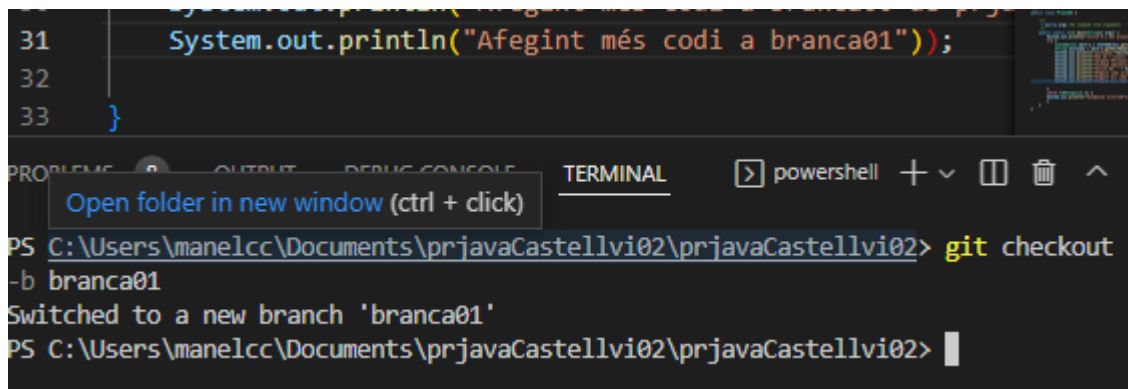 31 System.out.println("Afegint més codi a branca01"));
32
33 }
PROBLEMS 8 OUTPUT DEBUG CONSOLE TERMINAL powershell
Open folder in new window (ctrl + click)
PS C:\Users\manelcc\Documents\prjavaCastellvi02\prjavaCastellvi02> git checkout
-b branca01
Switched to a new branch 'branca01'
PS C:\Users\manelcc\Documents\prjavaCastellvi02\prjavaCastellvi02>